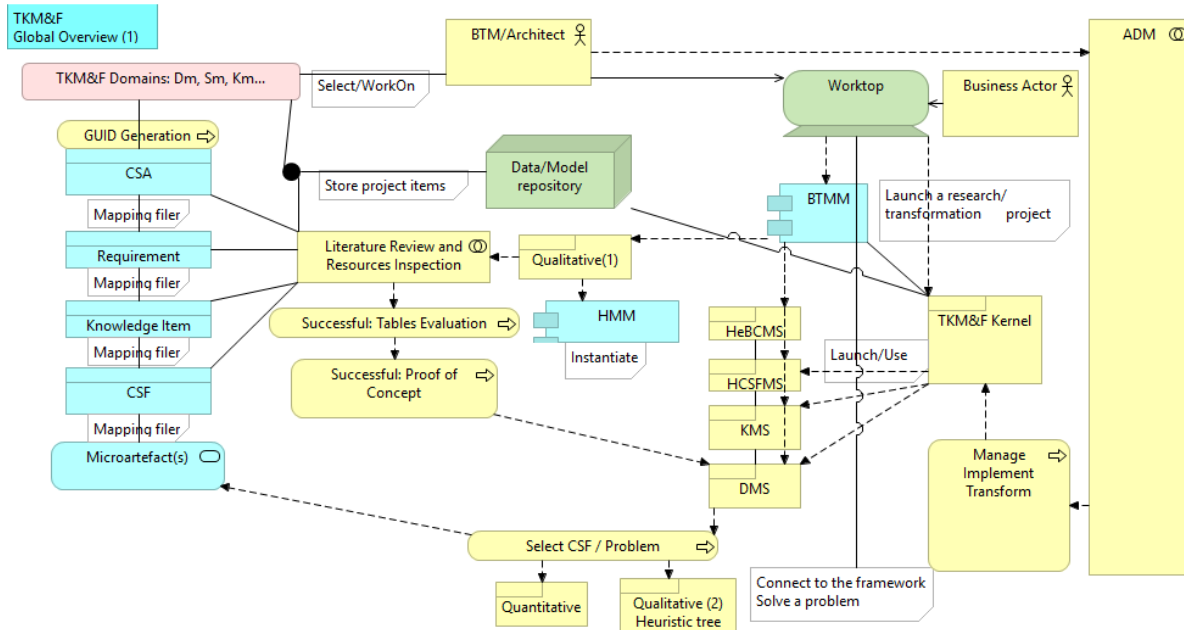 TKM&F
Global Overview (1)
BTM/Architect
ADM
TKM&F Domains: Dm, Sm, Km...
Select/WorkOn
Worktop
Business Actor
GUID Generation
CSA
Data/Model
repository
Store project items
BTMM
Launch a research/
transformation project
Mapping filer
Requirement
Literature Review and
Resources Inspection
Qualitative(1)
Mapping filer
Knowledge Item
Successful: Tables Evaluation
HMM
HeBCMS
TKM&F Kernel
Mapping filer
Instantiate
Launch/Use
CSF
Successful: Proof of
Concept
HCSFMS
Mapping filer
KMS
Microartefact(s)
Manage
Implement
Transform
DMS
Select CSF / Problem
Quantitative
Qualitative (2)
Heuristic tree
Connect to the framework
Solve a problem